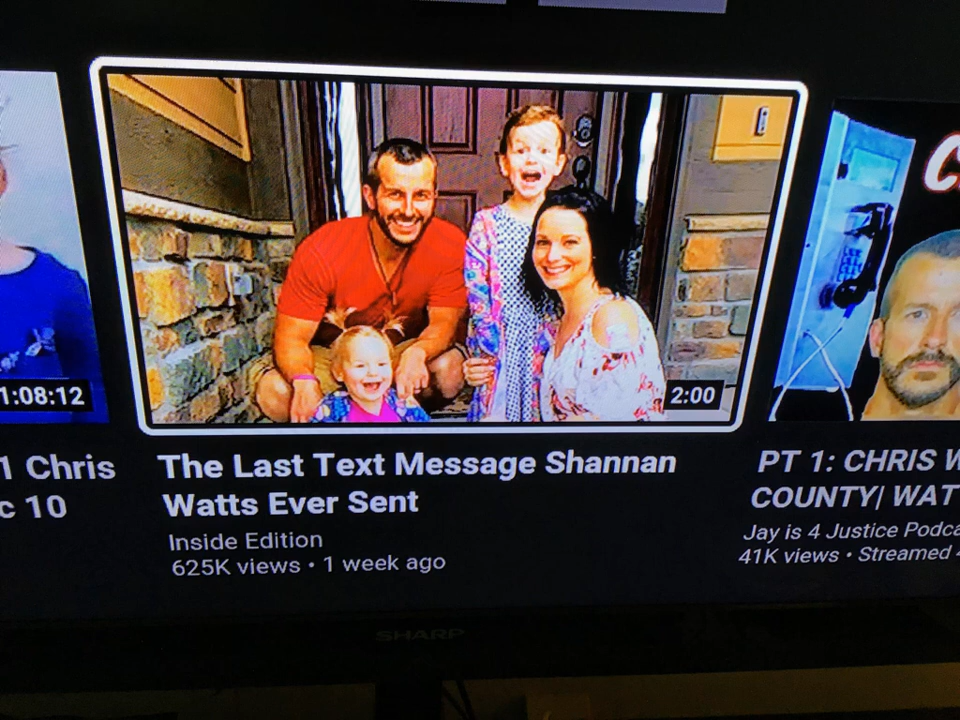 1:08:12
1 Chris
c 10
2:00
The Last Text Message Shannan
Watts Ever Sent
Inside Edition
625K views • 1 week ago
C
PT 1: CHRIS W
COUNTY| WAT
Jay is 4 Justice Podca
41K views • Streamed
SHARP